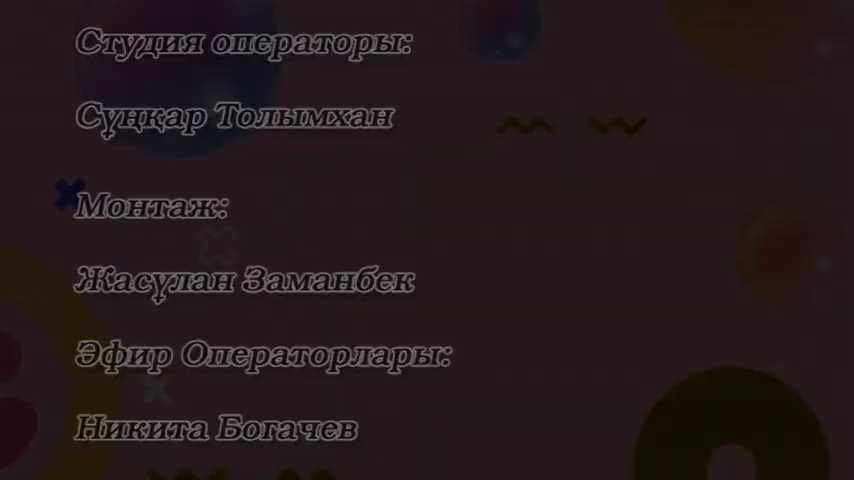 Студия операторы:
Сұңқар Толымхан
Монтаж:
Жасұлан Заманбек
Эфир Операторлары:
Никита Богачев